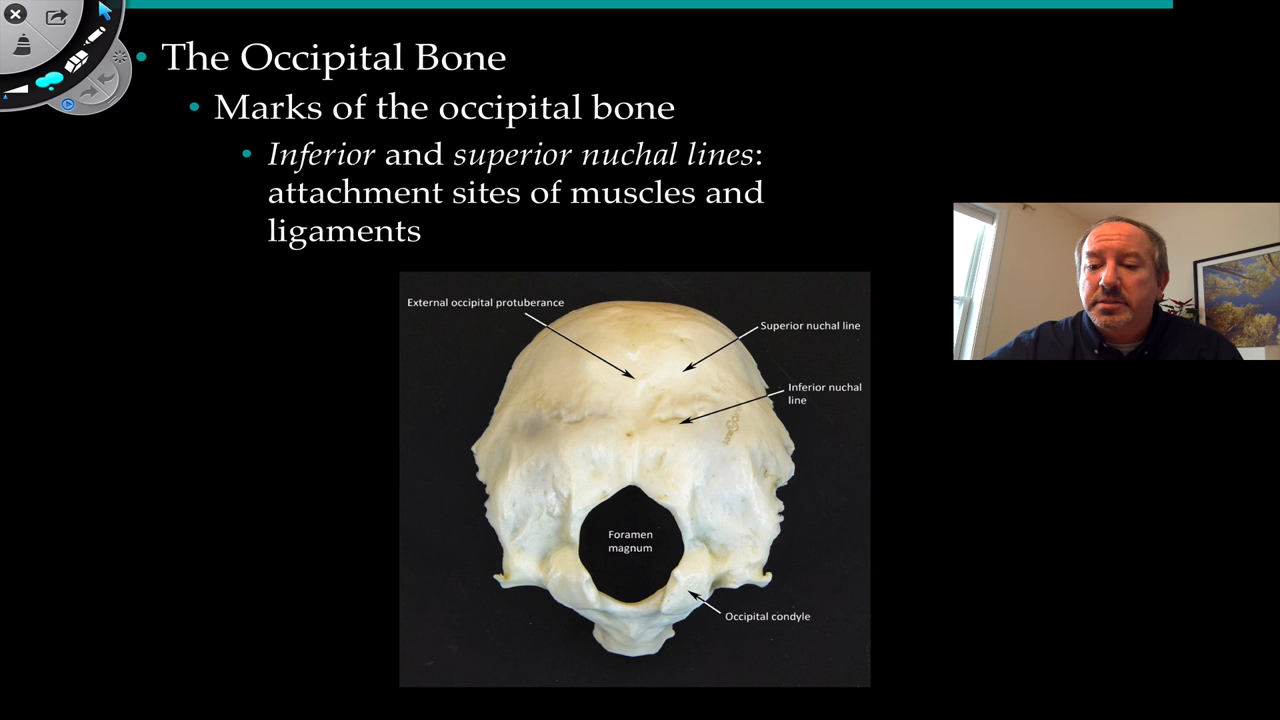 The Occipital Bone
Marks of the occipital bone
Inferior and superior nuchal lines:
attachment sites of muscles and
ligaments
External occipital protuberance
Superior nuchal line
Inferior nuchal
line
Foramen
magnum
Occipital condyle